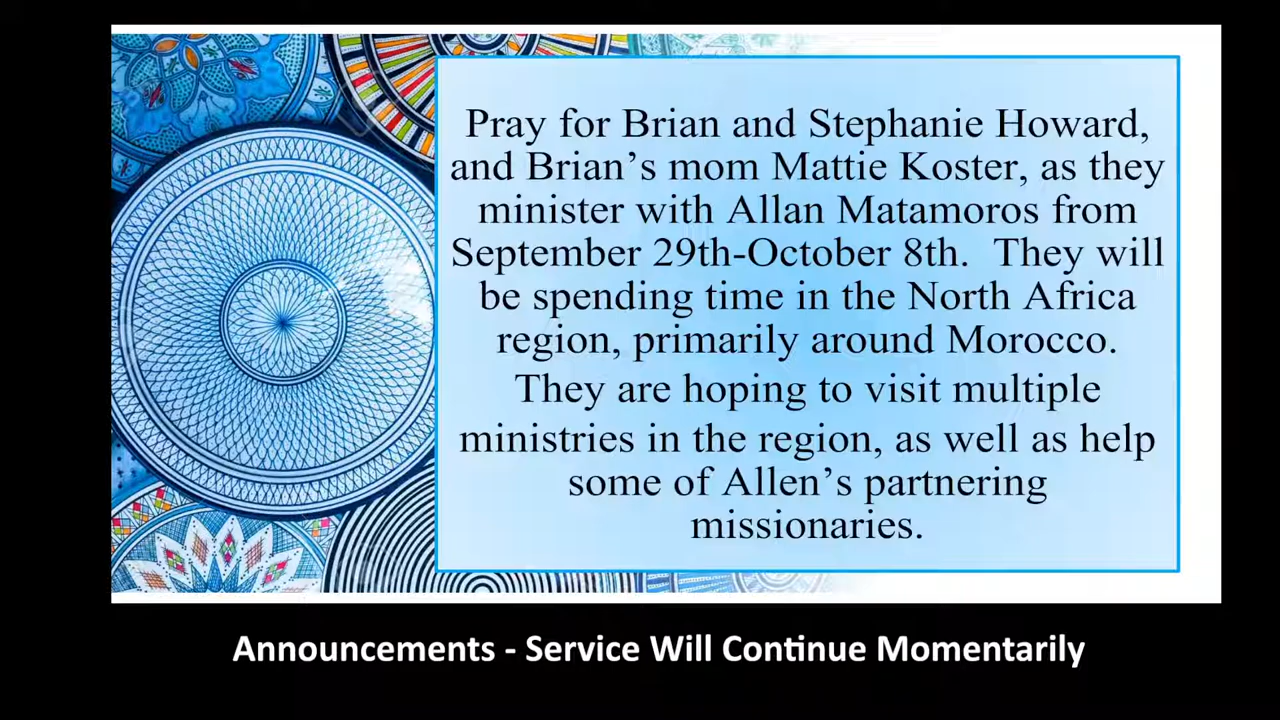 Pray for Brian and Stephanie Howard,
and Brian’s mom Mattie Koster, as they
minister with Allan Matamoros from
September 29th-October 8th.  They will
be spending time in the North Africa
region, primarily around Morocco.
They are hoping to visit multiple
ministries in the region, as well as help
some of Allen’s partnering
missionaries.
Announcements - Service Will Continue Momentarily